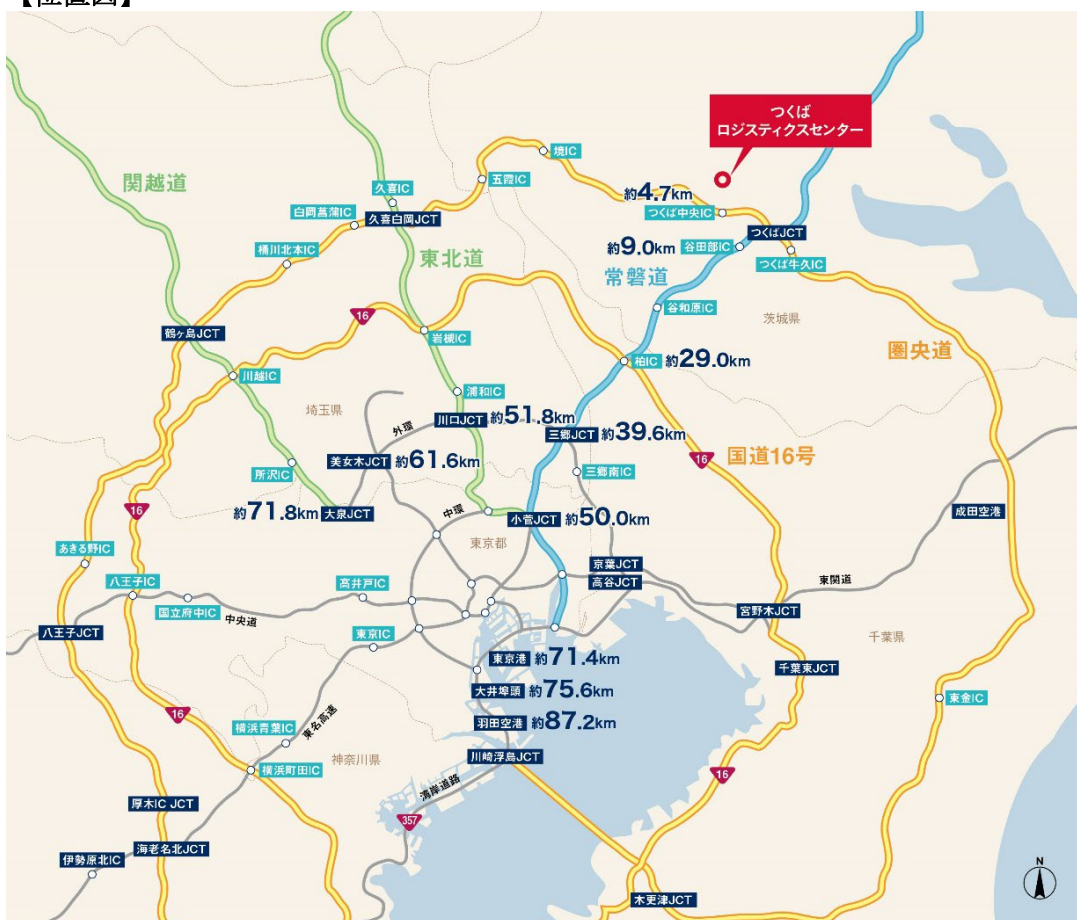 【位置図】
つくば
ロジスティクスセンター
境IC
関越道
五霞IC
久喜IC
約4.7km
白岡菖蒲IC
久喜白岡JCT
つくば中央IC
つくばJCT
約9.0km
谷田部IC
桶川北本IC
東北道
つくば牛久IC
常磐道
谷和原IC
茨城県
16
鶴ヶ島JCT
岩槻IC
圏央道
柏IC
約29.0km
川越IC
浦和IC
埼玉県
川口JCT
約51.8km
外環
三郷JCT
約39.6km
国道16号
美女木JCT
約61.6km
16
所沢IC
三郷南IC
約71.8km
大泉JCT
中環
小菅JCT
約50.0km
16
成田空港
東京都
あきる野IC
京葉JCT
高谷JCT
東関道
八王子IC
高井戸IC
国立府中IC
中央道
宮野木JCT
八王子JCT
東京IC
千葉県
東京港
約71.4km
千葉東JCT
大井埠頭
約75.6km
東金IC
16
東名高速
羽田空港
約87.2km
横浜青葉IC
川崎浮島JCT
神奈川県
横浜町田IC
16
湾岸道路
厚木IC JCT
357
海老名北JCT
伊勢原北IC
木更津JCT
N